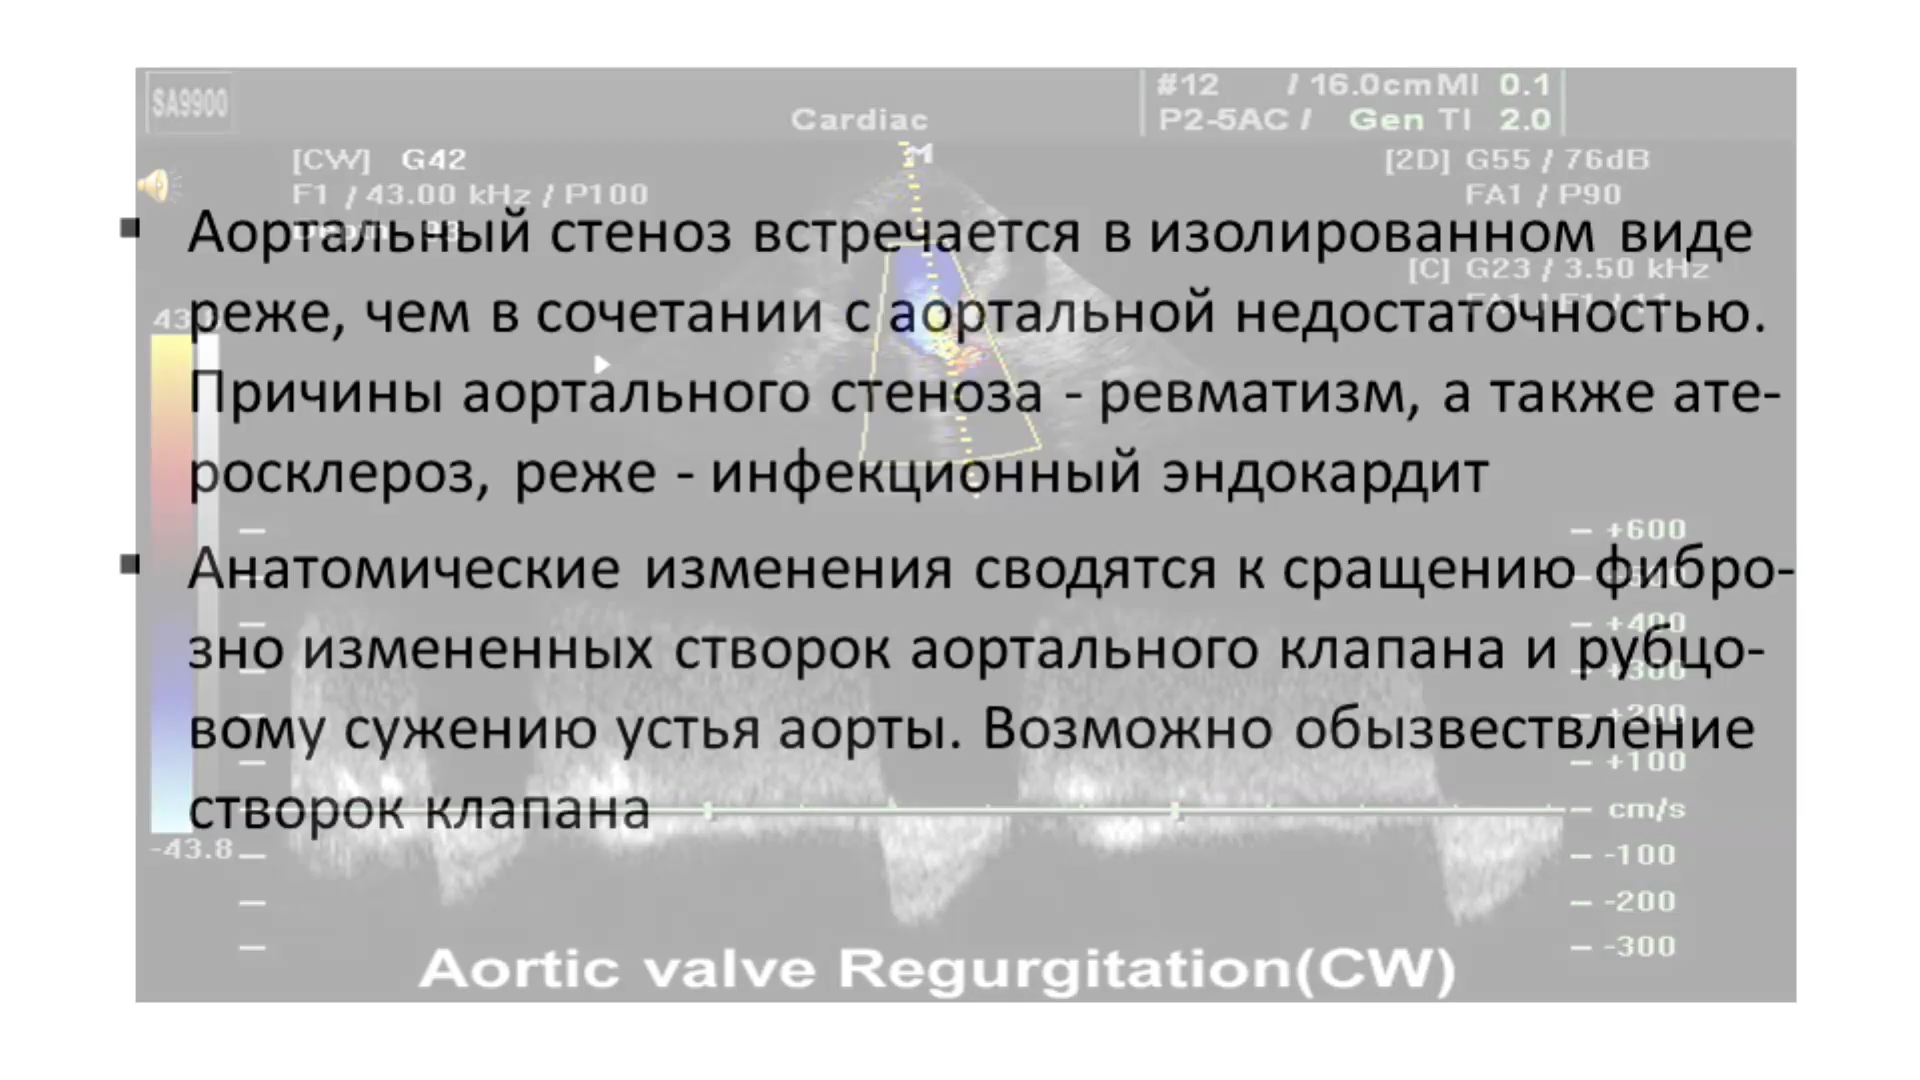 SA9900
Cardiac
#12 / 16.0cm MI 0.1
P2-5AC / Gen TI 2.0
M
[CW] G42
F1 / 43.00 kHz / P100
[2D] G55 / 76dB
FA1 / P90
▪ Аортальный стеноз встречается в изолированном виде
[C] G23 / 3.50 kHz
реже, чем в сочетании с аортальной недостаточностью.
Причины аортального стеноза - ревматизм, а также ате-
росклероз, реже - инфекционный эндокардит
+600
▪ Анатомические изменения сводятся к сращению фибро-
+400
зно измененных створок аортального клапана и рубцо-
+300
+200
вому сужению устья аорты. Возможно обызвествление
+100
створок клапана
cm/s
-43.8
-100
-200
-300
Aortic valve Regurgitation(CW)